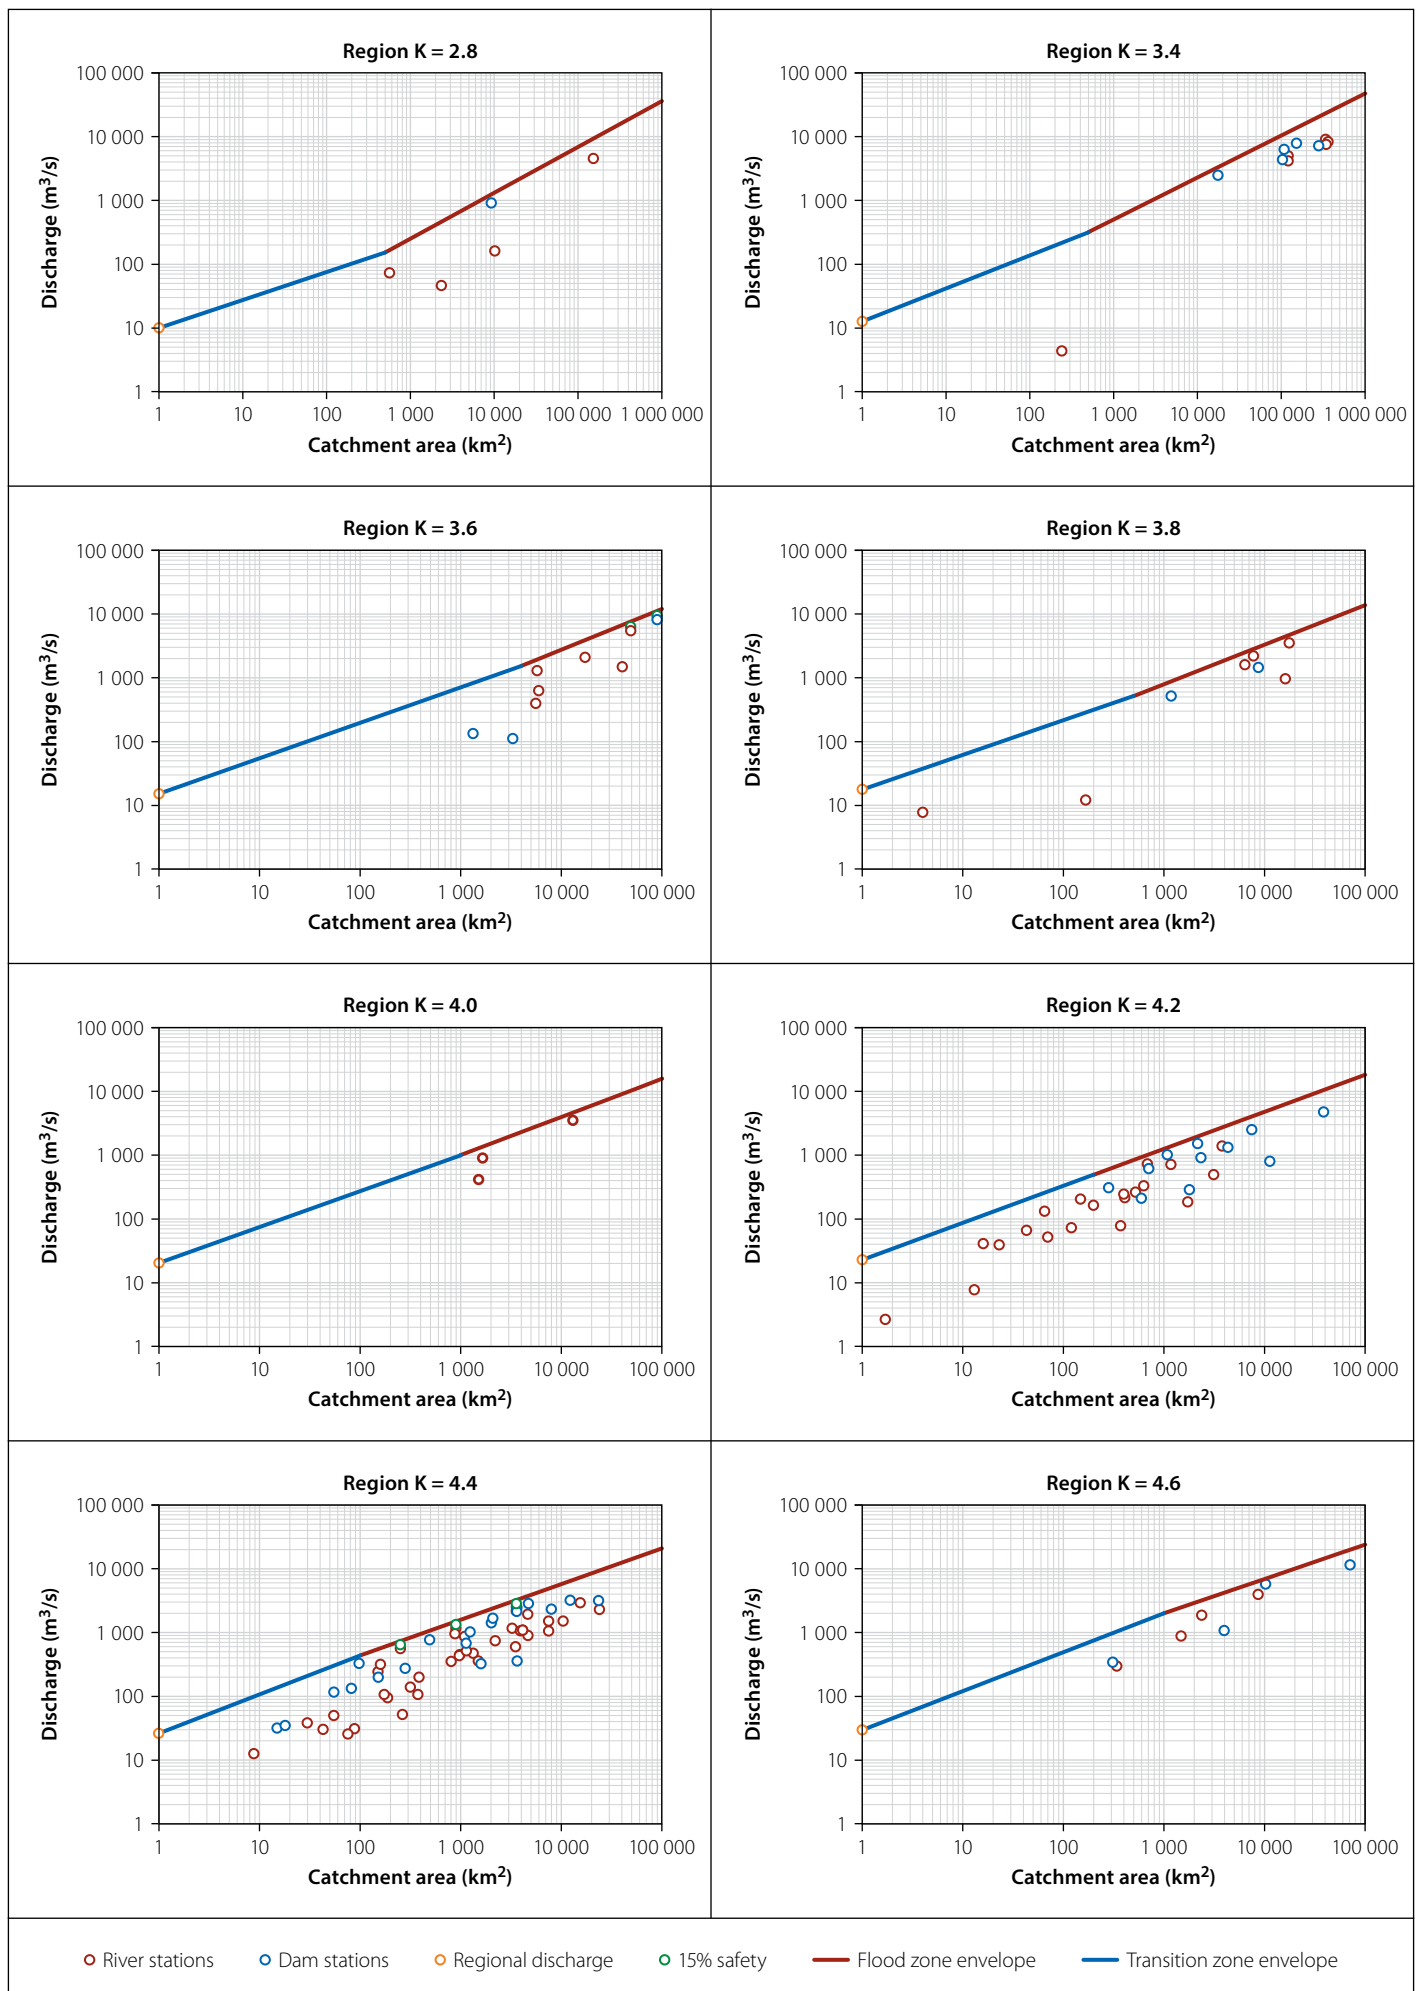 Region K = 2.8
100 000
10 000
1 000
100
10
1
Discharge (m³/s)
1 10 100 1 000 10 000 100 000 1 000 000
Catchment area (km²)
Region K = 3.4
100 000
10 000
1 000
100
10
1
Discharge (m³/s)
1 10 100 1 000 10 000 100 000 1 000 000
Catchment area (km²)
Region K = 3.6
100 000
10 000
1 000
100
10
1
Discharge (m³/s)
1 10 100 1 000 10 000 100 000
Catchment area (km²)
Region K = 3.8
100 000
10 000
1 000
100
10
1
Discharge (m³/s)
1 10 100 1 000 10 000 100 000
Catchment area (km²)
Region K = 4.0
100 000
10 000
1 000
100
10
1
Discharge (m³/s)
1 10 100 1 000 10 000 100 000
Catchment area (km²)
Region K = 4.2
100 000
10 000
1 000
100
10
1
Discharge (m³/s)
1 10 100 1 000 10 000 100 000
Catchment area (km²)
Region K = 4.4
100 000
10 000
1 000
100
10
1
Discharge (m³/s)
1 10 100 1 000 10 000 100 000
Catchment area (km²)
Region K = 4.6
100 000
10 000
1 000
100
10
1
Discharge (m³/s)
1 10 100 1 000 10 000 100 000
Catchment area (km²)
River stations Dam stations Regional discharge 15% safety Flood zone envelope Transition zone envelope